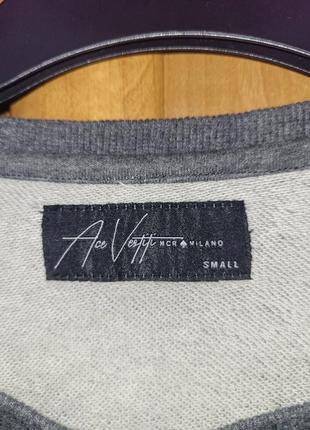 Ace Vestiti MCR ♠ MILANO
SMALL